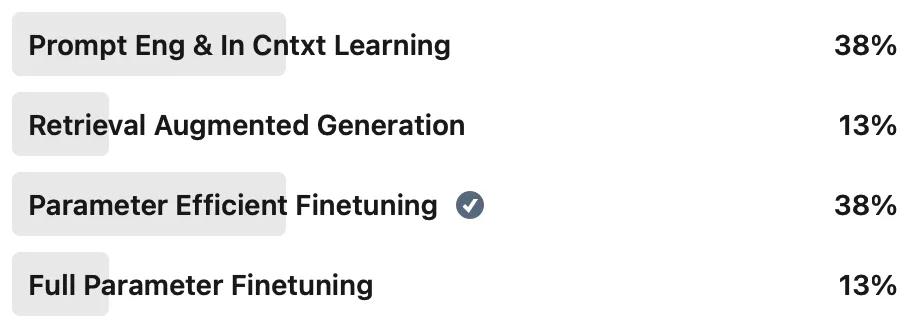 Prompt Eng & In Cntxt Learning 38%
Retrieval Augmented Generation 13%
Parameter Efficient Finetuning 38%
Full Parameter Finetuning 13%